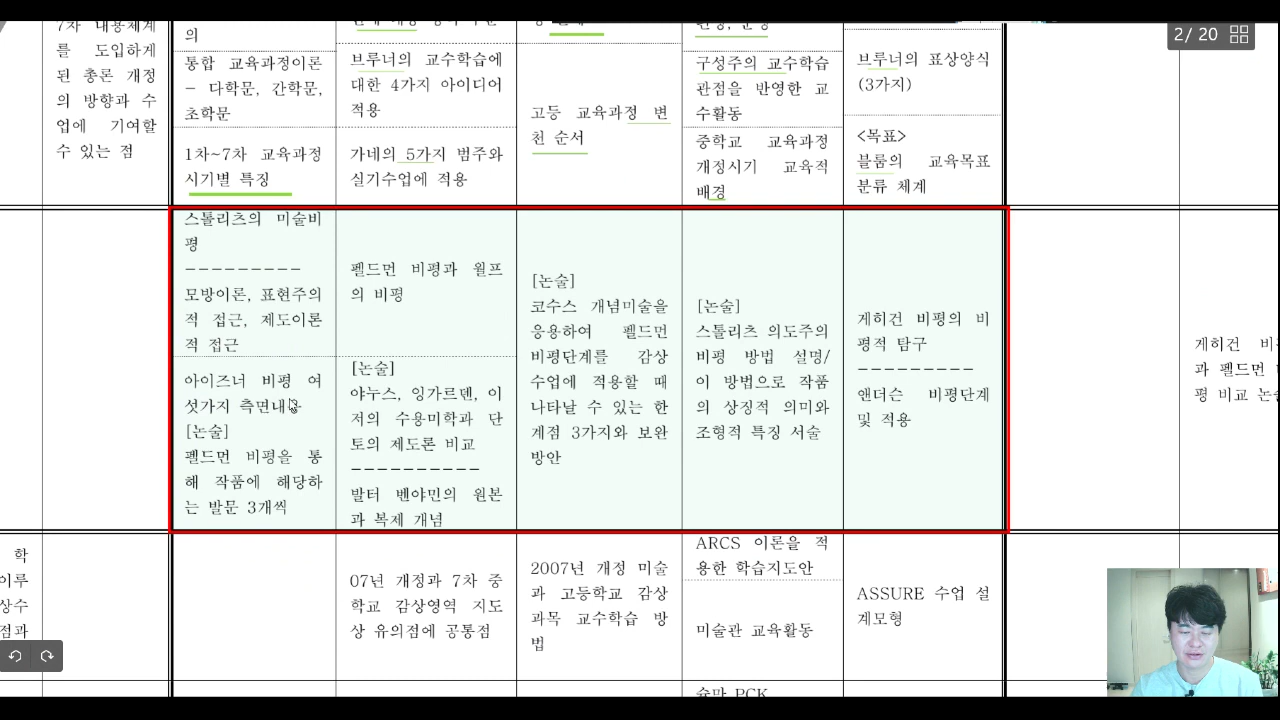 7차 내용체계
를 도입하게
된 총론 개정
의 방향과 수
업에 기여할
수 있는 점
의
통합 교육과정이론
- 다학문, 간학문,
초학문
1차~7차 교육과정
시기별 특징
브루너의 교수학습에
대한 4가지 아이디어
적용
가네의 5가지 범주와
실기수업에 적용
고등 교육과정 변
천 순서
구성주의 교수학습
관점을 반영한 교
수활동
중학교 교육과정
개정시기 교육적
배경
브루너의 표상양식
(3가지)
<목표>
블룸의 교육목표
분류 체계
2/ 20
스톨리츠의 미술비
평
모방이론, 표현주의
적 접근, 제도이론
적 접근
아이즈너 비평 여
섯가지 측면내용
[논술]
펠드먼 비평을 통
해 작품에 해당하
는 발문 3개씩
펠드먼 비평과 월프
의 비평
[논술]
야누스, 잉가르덴, 이
저의 수용미학과 단
토의 제도론 비교
발터 벤야민의 원본
과 복제 개념
[논술]
코수스 개념미술을
응용하여 펠드먼
비평단계를 감상
수업에 적용할 때
나타날 수 있는 한
계점 3가지와 보완
방안
[논술]
스톨리츠 의도주의
비평 방법 설명/
이 방법으로 작품
의 상징적 의미와
조형적 특징 서술
게히건 비평의 비
평적 탐구
앤더슨 비평단계
및 적용
게히건 비
과 펠드먼
평 비교 논
학
이루
상수
점과
07년 개정과 7차 중
학교 감상영역 지도
상 유의점에 공통점
2007년 개정 미술
과 고등학교 감상
과목 교수학습 방
법
ARCS 이론을 적
용한 학습지도안
미술관 교육활동
ASSURE 수업 설
계모형
슐만 PCK